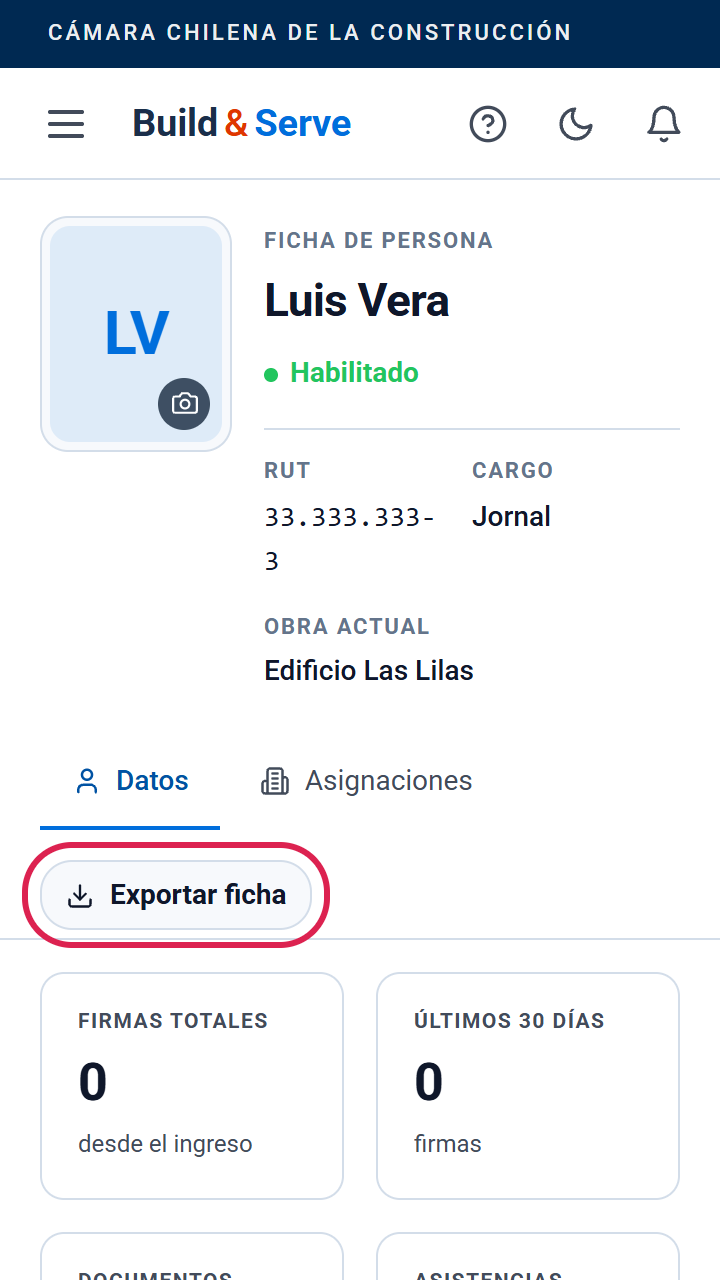 CÁMARA CHILENA DE LA CONSTRUCCIÓN
Build & Serve
LV
FICHA DE PERSONA
Luis Vera
Habilitado
RUT
33.333.333-
3
CARGO
Jornal
OBRA ACTUAL
Edificio Las Lilas
Datos
Asignaciones
Exportar ficha
FIRMAS TOTALES
0
desde el ingreso
ÚLTIMOS 30 DÍAS
0
firmas
DOCUMENTOS
ASISTENCIAS